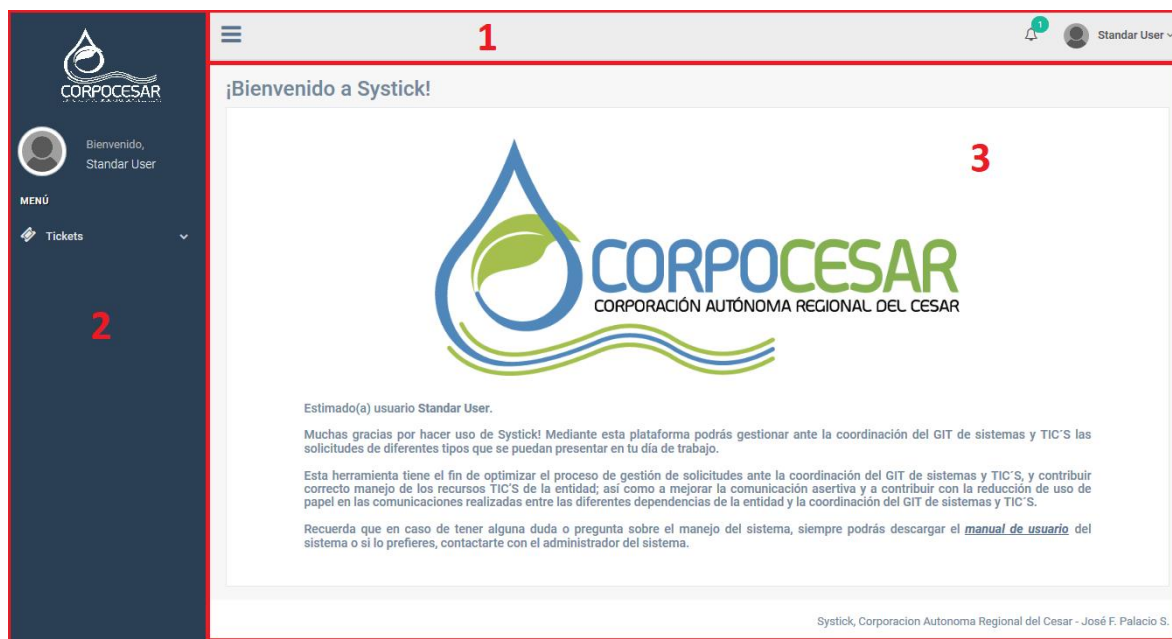 CORPOCESAR
Bienvenido,
Standar User
MENÚ
Tickets
2
1
1
Standar User
¡Bienvenido a Systick!
3
CORPOCESAR
CORPORACIÓN AUTÓNOMA REGIONAL DEL CESAR
Estimado(a) usuario Standar User.
Muchas gracias por hacer uso de Systick! Mediante esta plataforma podrás gestionar ante la coordinación del GIT de sistemas y TIC´S las
solicitudes de diferentes tipos que se puedan presentar en tu día de trabajo.
Esta herramienta tiene el fin de optimizar el proceso de gestión de solicitudes ante la coordinación del GIT de sistemas y TIC´S, y contribuir
correcto manejo de los recursos TIC'S de la entidad; así como a mejorar la comunicación asertiva y a contribuir con la reducción de uso de
papel en las comunicaciones realizadas entre las diferentes dependencias de la entidad y la coordinación del GIT de sistemas y TIC´S.
Recuerda que en caso de tener alguna duda o pregunta sobre el manejo del sistema, siempre podrás descargar el manual de usuario del
sistema o si lo prefieres, contactarte con el administrador del sistema.
Systick, Corporacion Autonoma Regional del Cesar - José F. Palacio S.